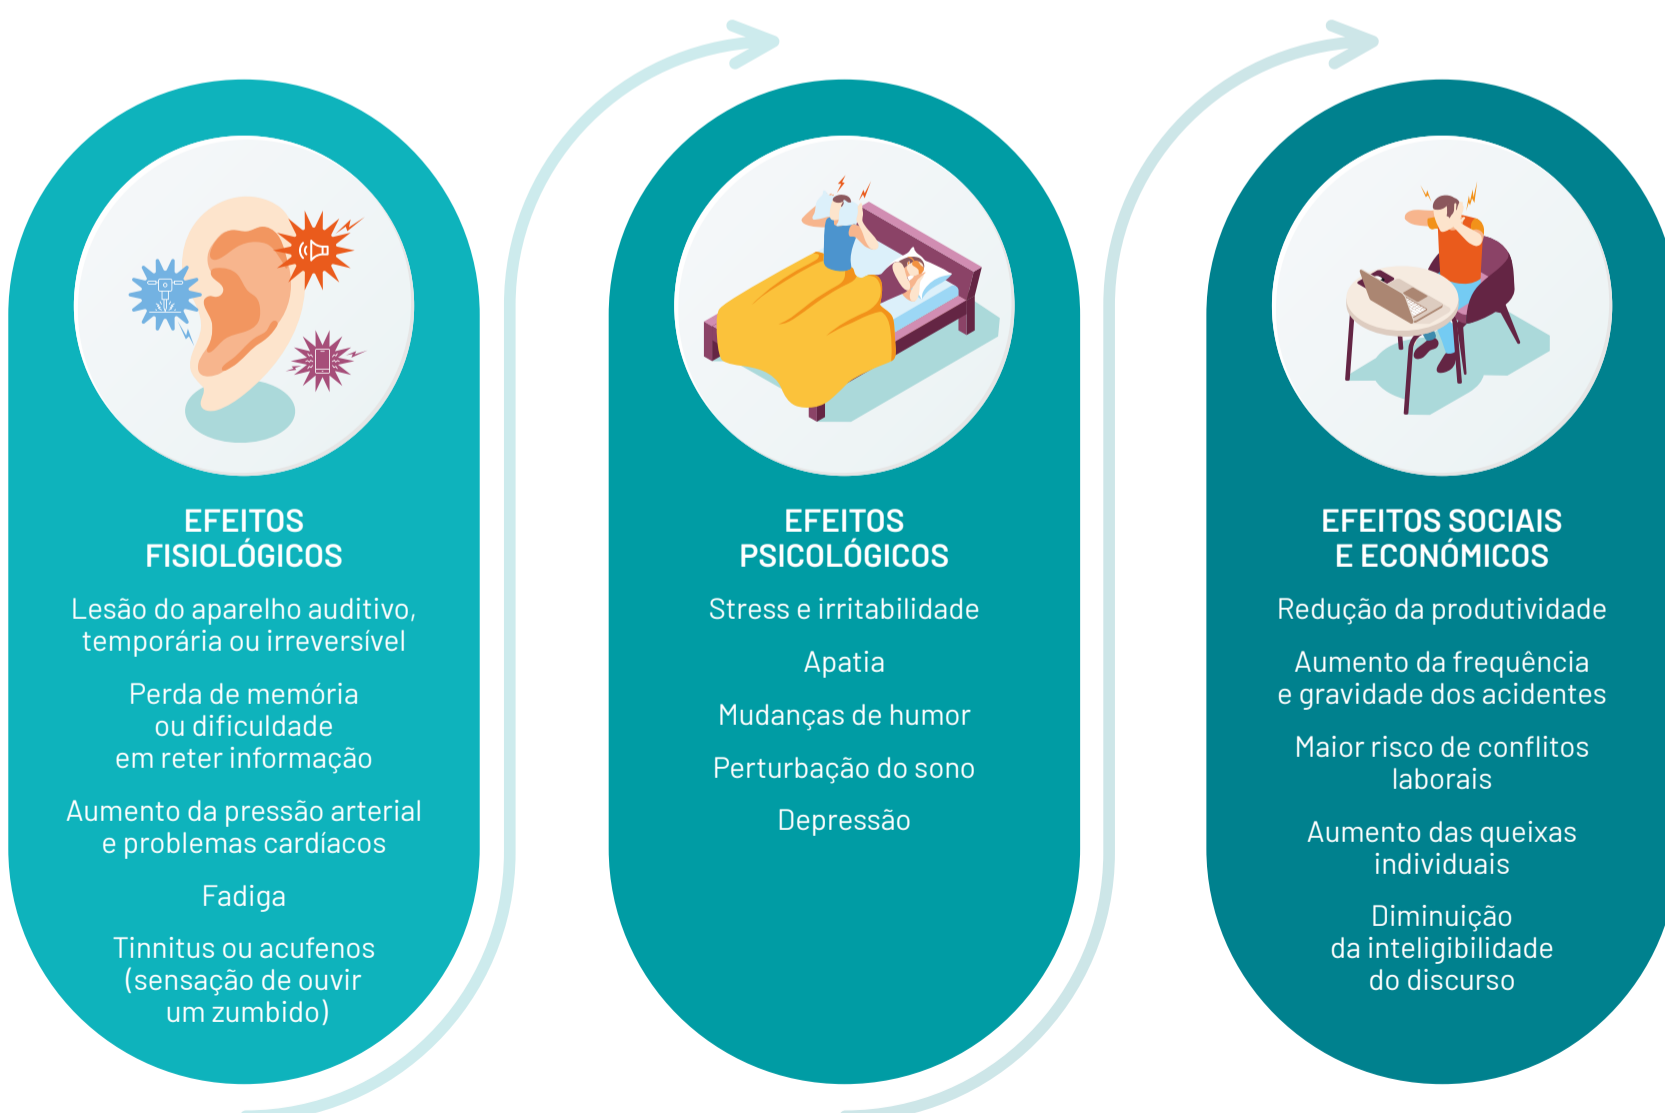 EFEITOS
FISIOLÓGICOS
Lesão do aparelho auditivo,
temporária ou irreversível
Perda de memória
ou dificuldade
em reter informação
Aumento da pressão arterial
e problemas cardíacos
Fadiga
Tinnitus ou acufenos
(sensação de ouvir
um zumbido)
EFEITOS
PSICOLÓGICOS
Stress e irritabilidade
Apatia
Mudanças de humor
Perturbação do sono
Depressão
EFEITOS SOCIAIS
E ECONÓMICOS
Redução da produtividade
Aumento da frequência
e gravidade dos acidentes
Maior risco de conflitos
laborais
Aumento das queixas
individuais
Diminuição
da inteligibilidade
do discurso